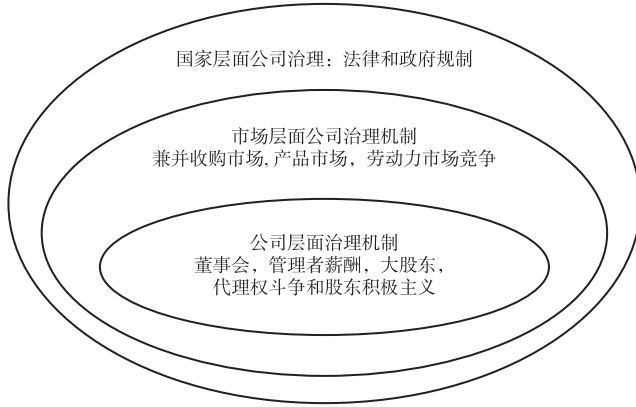 国家层面公司治理：法律和政府规制
市场层面公司治理机制
兼并收购市场,产品市场，劳动力市场竞争
公司层面治理机制
董事会，管理者薪酬，大股东，
代理权斗争和股东积极主义